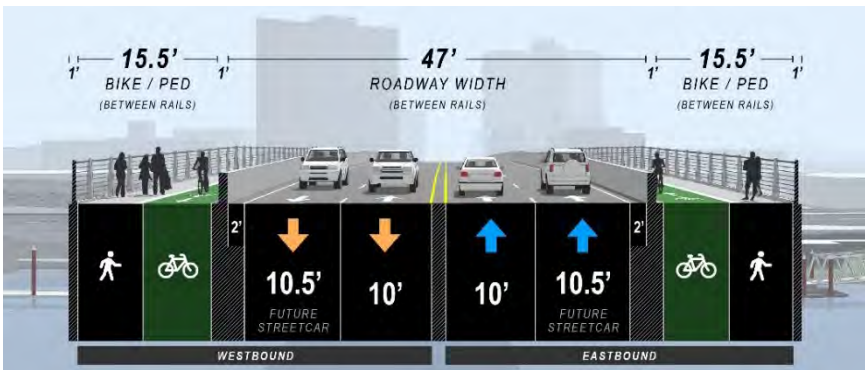 15.5' 47' 15.5'
1' BIKE / PED 1' ROADWAY WIDTH 1' BIKE / PED 1'
(BETWEEN RAILS) (BETWEEN RAILS) (BETWEEN RAILS)
2' 2'
10.5' 10' 10' 10.5'
FUTURE STREETCAR FUTURE STREETCAR
WESTBOUND EASTBOUND